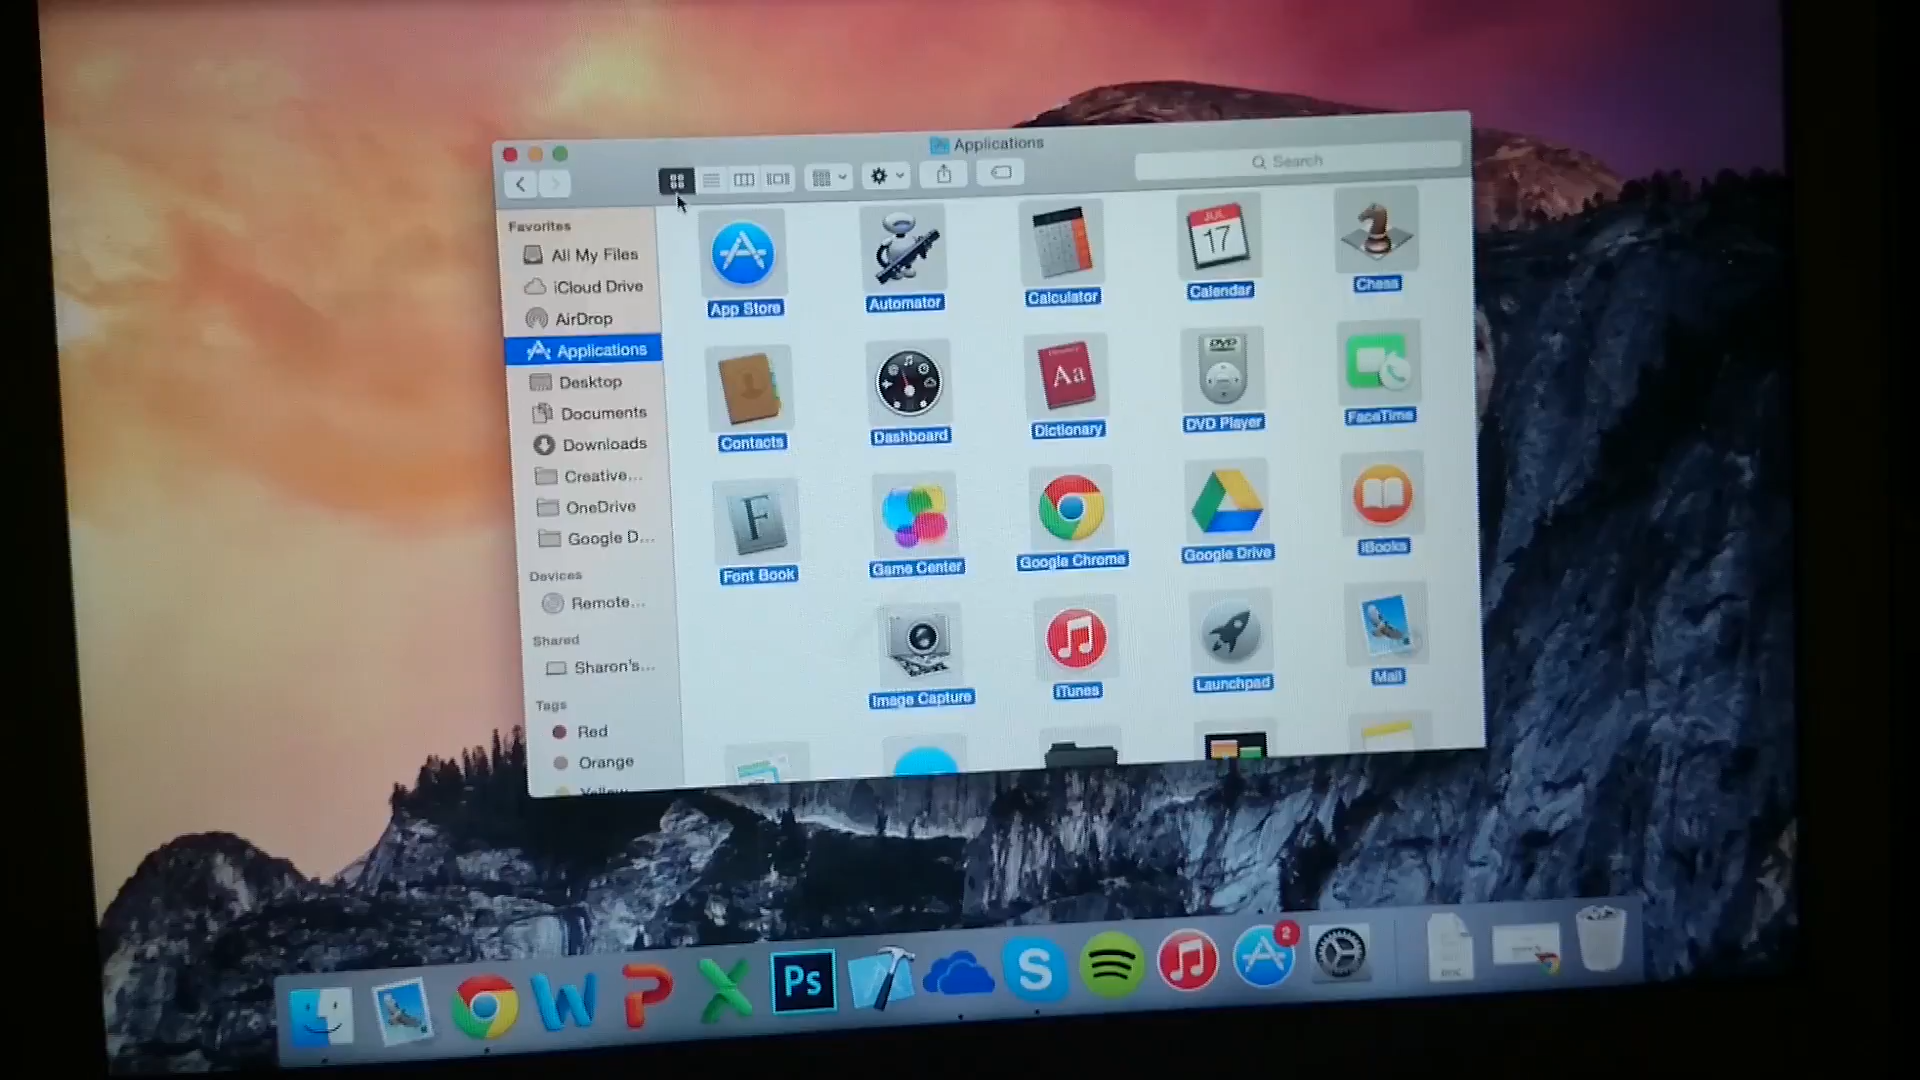 Applications
Search
Favorites
All My Files
iCloud Drive
AirDrop
Applications
Desktop
Documents
Downloads
Creative...
OneDrive
Google D...
Devices
Remote...
Shared
Sharon's...
Tags
Red
Orange
Yellow
App Store
Automator
Calculator
JUL
17
Calendar
Chess
Contacts
Dashboard
Aa
Dictionary
DVD
DVD Player
FaceTime
F
Font Book
Game Center
Google Chrome
Google Drive
iBooks
Image Capture
iTunes
Launchpad
Mail
W
P
X
Ps
S
2